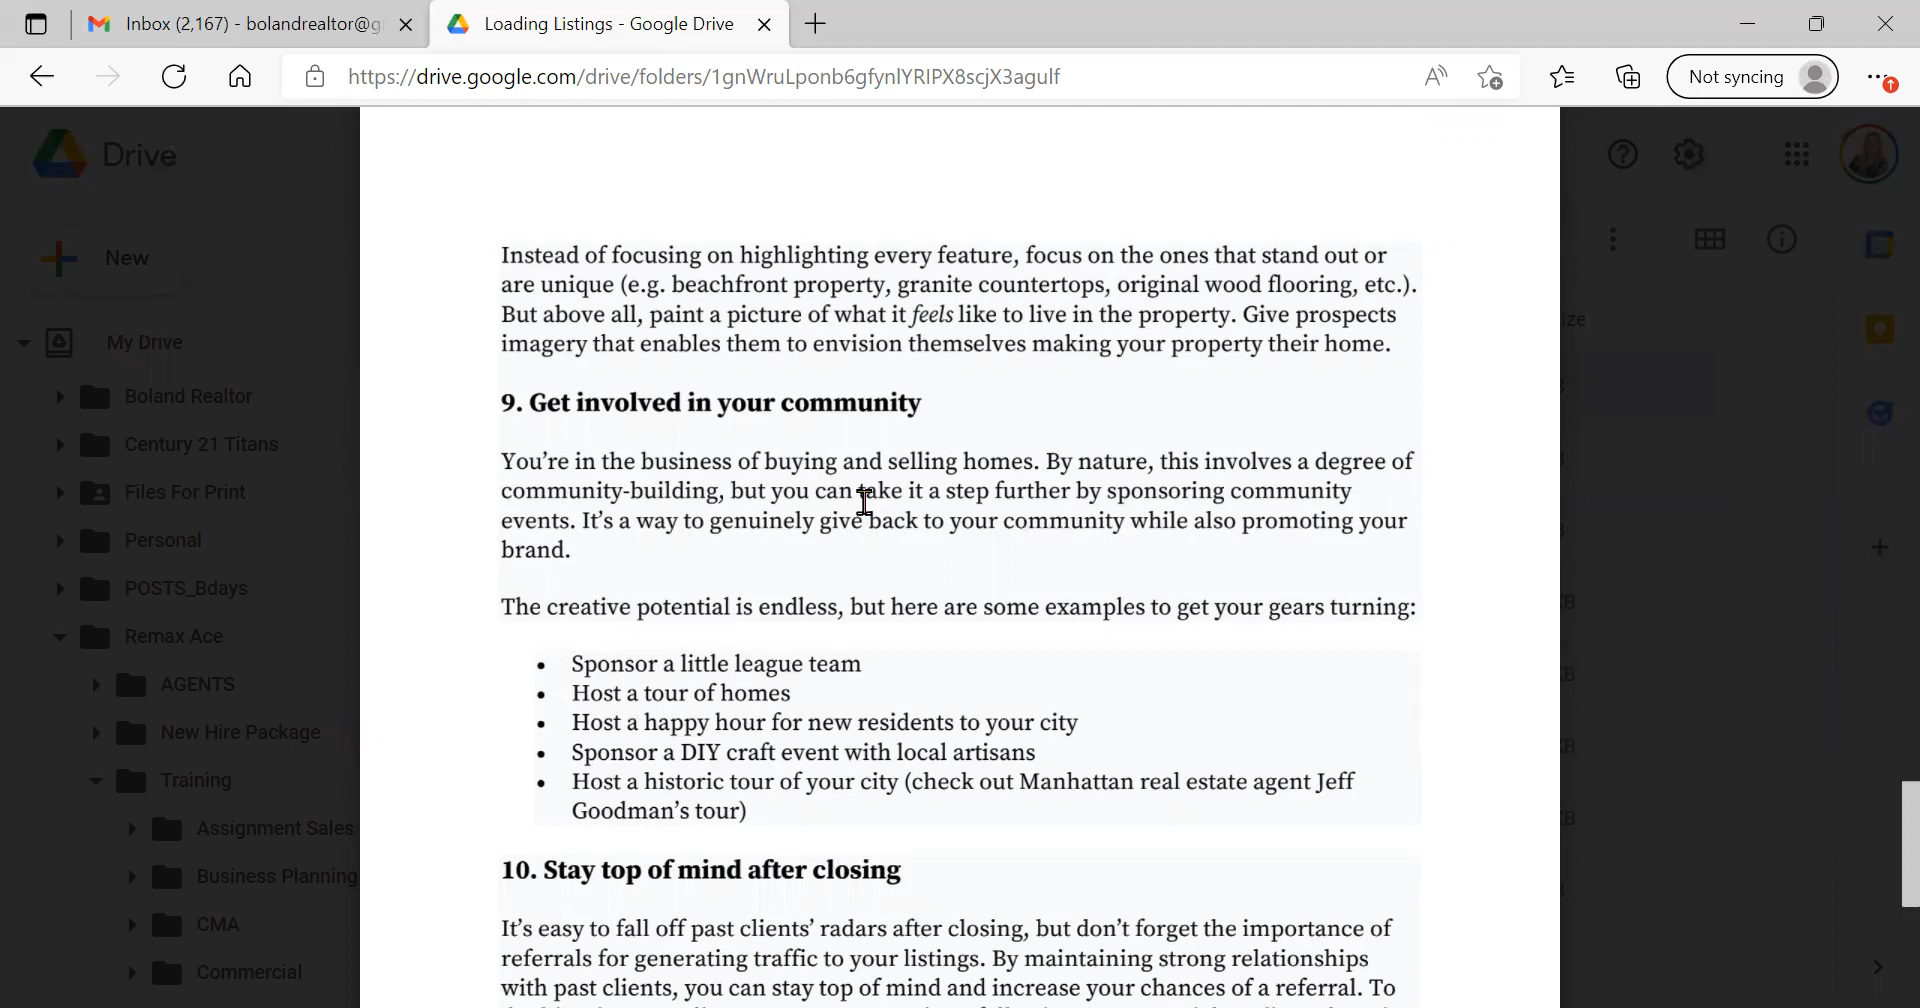 Inbox (2,167) - bolandrealtor@g
Loading Listings - Google Drive
https://drive.google.com/drive/folders/1gnWruLponb6gfynlYRIPX8scjX3agulf
Not syncing
Drive
New
My Drive
Boland Realtor
Century 21 Titans
Files For Print
Personal
POSTS_Bdays
Remax Ace
AGENTS
New Hire Package
Training
Assignment Sales
Business Planning
CMA
Commercial
Instead of focusing on highlighting every feature, focus on the ones that stand out or
are unique (e.g. beachfront property, granite countertops, original wood flooring, etc.).
But above all, paint a picture of what it feels like to live in the property. Give prospects
imagery that enables them to envision themselves making your property their home.
9. Get involved in your community
You’re in the business of buying and selling homes. By nature, this involves a degree of
community-building, but you can take it a step further by sponsoring community
events. It’s a way to genuinely give back to your community while also promoting your
brand.
The creative potential is endless, but here are some examples to get your gears turning:
• Sponsor a little league team
• Host a tour of homes
• Host a happy hour for new residents to your city
• Sponsor a DIY craft event with local artisans
• Host a historic tour of your city (check out Manhattan real estate agent Jeff
Goodman’s tour)
10. Stay top of mind after closing
It’s easy to fall off past clients’ radars after closing, but don’t forget the importance of
referrals for generating traffic to your listings. By maintaining strong relationships
with past clients, you can stay top of mind and increase your chances of a referral. To